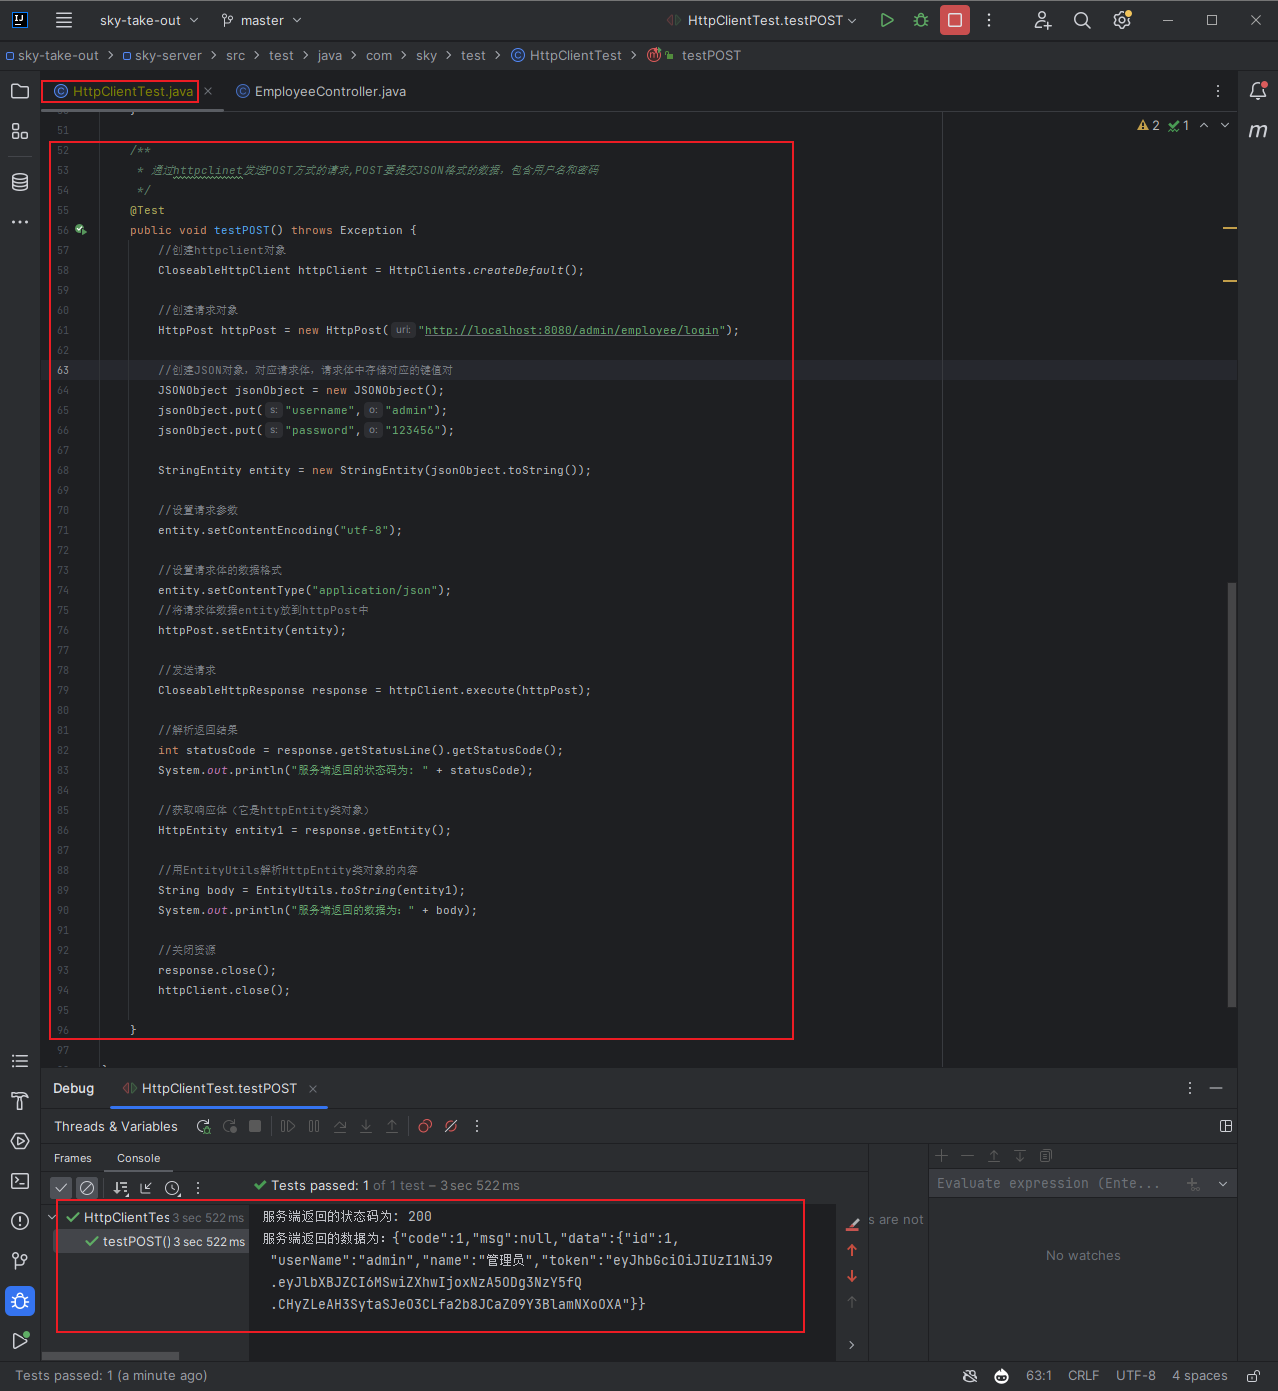 sky-take-out
master
HttpClientTest.testPOST
sky-take-out > sky-server > src > test > java > com > sky > test > HttpClientTest > testPOST
HttpClientTest.java
EmployeeController.java
2 1
51
52 /**
53 * 通过httpclinet发送POST方式的请求,POST要提交JSON格式的数据，包含用户名和密码
54 */
55 @Test
56 public void testPOST() throws Exception {
57 //创建httpclient对象
58 CloseableHttpClient httpClient = HttpClients.createDefault();
59
60 //创建请求对象
61 HttpPost httpPost = new HttpPost( uri: "http://localhost:8080/admin/employee/login");
62
63 //创建JSON对象，对应请求体，请求体中存储对应的键值对
64 JSONObject jsonObject = new JSONObject();
65 jsonObject.put( s: "username", o: "admin");
66 jsonObject.put( s: "password", o: "123456");
67
68 StringEntity entity = new StringEntity(jsonObject.toString());
69
70 //设置请求参数
71 entity.setContentEncoding("utf-8");
72
73 //设置请求体的数据格式
74 entity.setContentType("application/json");
75 //将请求体数据entity放到httpPost中
76 httpPost.setEntity(entity);
77
78 //发送请求
79 CloseableHttpResponse response = httpClient.execute(httpPost);
80
81 //解析返回结果
82 int statusCode = response.getStatusLine().getStatusCode();
83 System.out.println("服务端返回的状态码为: " + statusCode);
84
85 //获取响应体（它是httpEntity类对象）
86 HttpEntity entity1 = response.getEntity();
87
88 //用EntityUtils解析HttpEntity类对象的内容
89 String body = EntityUtils.toString(entity1);
90 System.out.println("服务端返回的数据为：" + body);
91
92 //关闭资源
93 response.close();
94 httpClient.close();
95
96 }
97
Debug
HttpClientTest.testPOST
Threads & Variables
Frames
Console
Tests passed: 1 of 1 test – 3 sec 522 ms
Evaluate expression (Ente...
HttpClientTes 3 sec 522 ms
testPOST() 3 sec 522 ms
服务端返回的状态码为: 200
服务端返回的数据为：{"code":1,"msg":null,"data":{"id":1,
"userName":"admin","name":"管理员","token":"eyJhbGciOiJIUzI1NiJ9
.eyJlbXBJZCI6MSwiZXhwIjoxNzA5ODg3NzY5fQ
.CHyZLeAH3SytaSJeO3CLfa2b8JCaZ09Y3BlamNXoOXA"}}
s are not
No watches
Tests passed: 1 (a minute ago)
63:1
CRLF
UTF-8
4 spaces